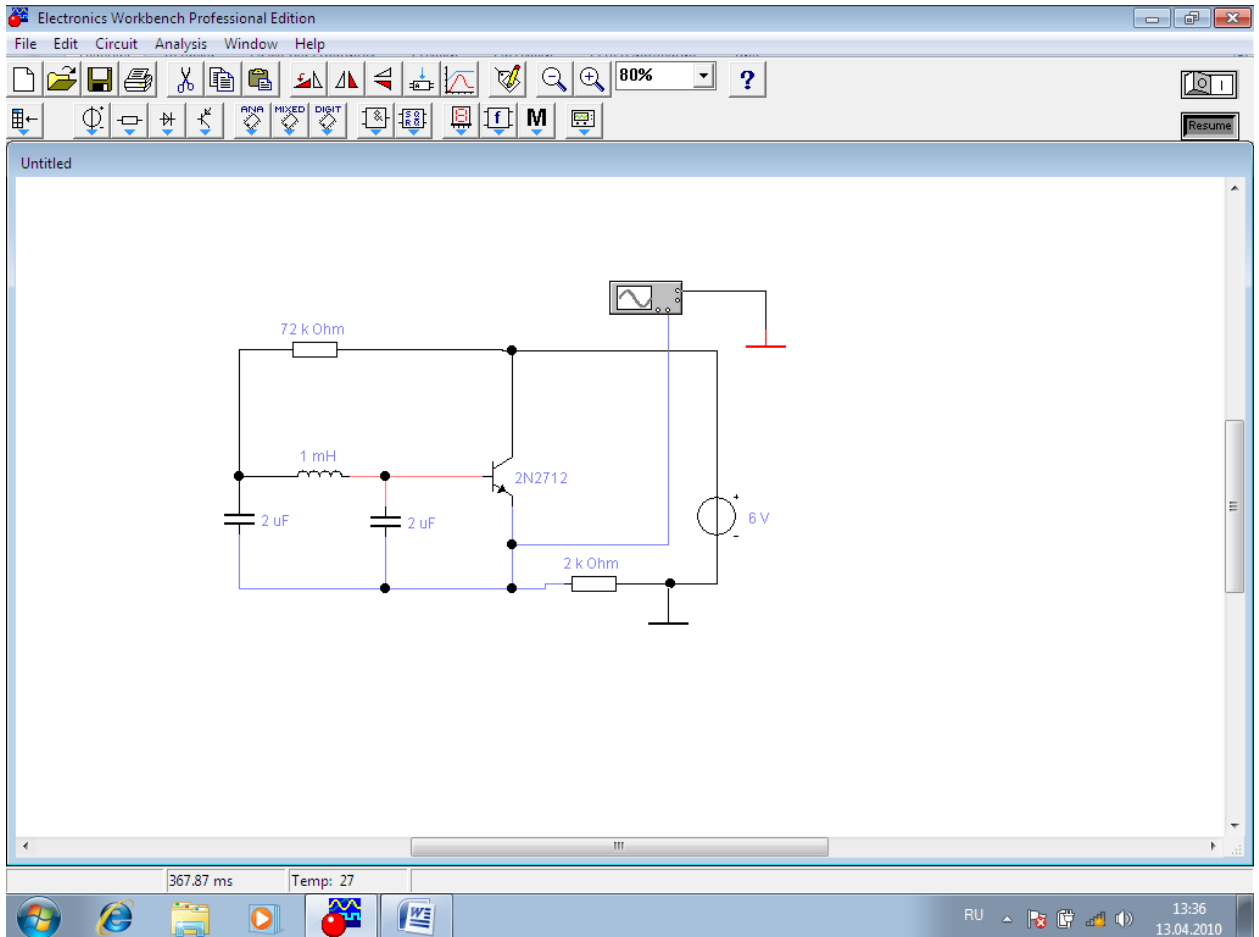 Electronics Workbench Professional Edition
File Edit Circuit Analysis Window Help
80%
?
ANA MIXED DIGIT
& f M
Resume
Untitled
72 k Ohm
1 mH
2N2712
2 uF
2 uF
+
6 V
-
2 k Ohm
367.87 ms Temp: 27
RU 13:36
13.04.2010